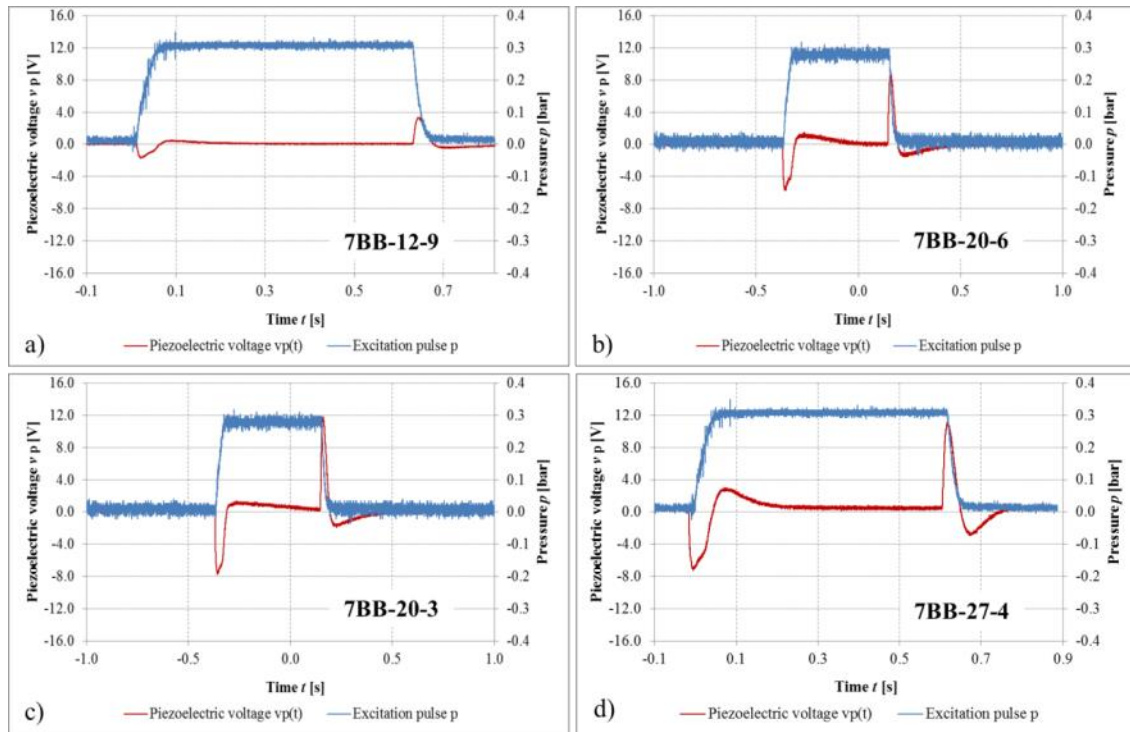 Piezoelectric voltage v p [V]
16.0
12.0
8.0
4.0
0.0
-4.0
-8.0
-12.0
-16.0
0.4
0.3
0.2
0.1
0.0
-0.1
-0.2
-0.3
-0.4
Pressure p [bar]
7BB-12-9
-0.1 0.1 0.3 0.5 0.7
Time t [s]
a)
Piezoelectric voltage vp(t) Excitation pulse p
Piezoelectric voltage v p [V]
16.0
12.0
8.0
4.0
0.0
-4.0
-8.0
-12.0
-16.0
0.4
0.3
0.2
0.1
0.0
-0.1
-0.2
-0.3
-0.4
Pressure p [bar]
7BB-20-6
-1.0 -0.5 0.0 0.5 1.0
Time t [s]
b)
Piezoelectric voltage vp(t) Excitation pulse p
Piezoelectric voltage v p [V]
16.0
12.0
8.0
4.0
0.0
-4.0
-8.0
-12.0
-16.0
0.4
0.3
0.2
0.1
0.0
-0.1
-0.2
-0.3
-0.4
Pressure p [bar]
7BB-20-3
-1.0 -0.5 0.0 0.5 1.0
Time t [s]
c)
Piezoelectric voltage vp(t) Excitation pulse p
Piezoelectric voltage v p [V]
16.0
12.0
8.0
4.0
0.0
-4.0
-8.0
-12.0
-16.0
0.4
0.3
0.2
0.1
0.0
-0.1
-0.2
-0.3
-0.4
Pressure p [bar]
7BB-27-4
-0.1 0.1 0.3 0.5 0.7 0.9
Time t [s]
d)
Piezoelectric voltage vp(t) Excitation pulse p